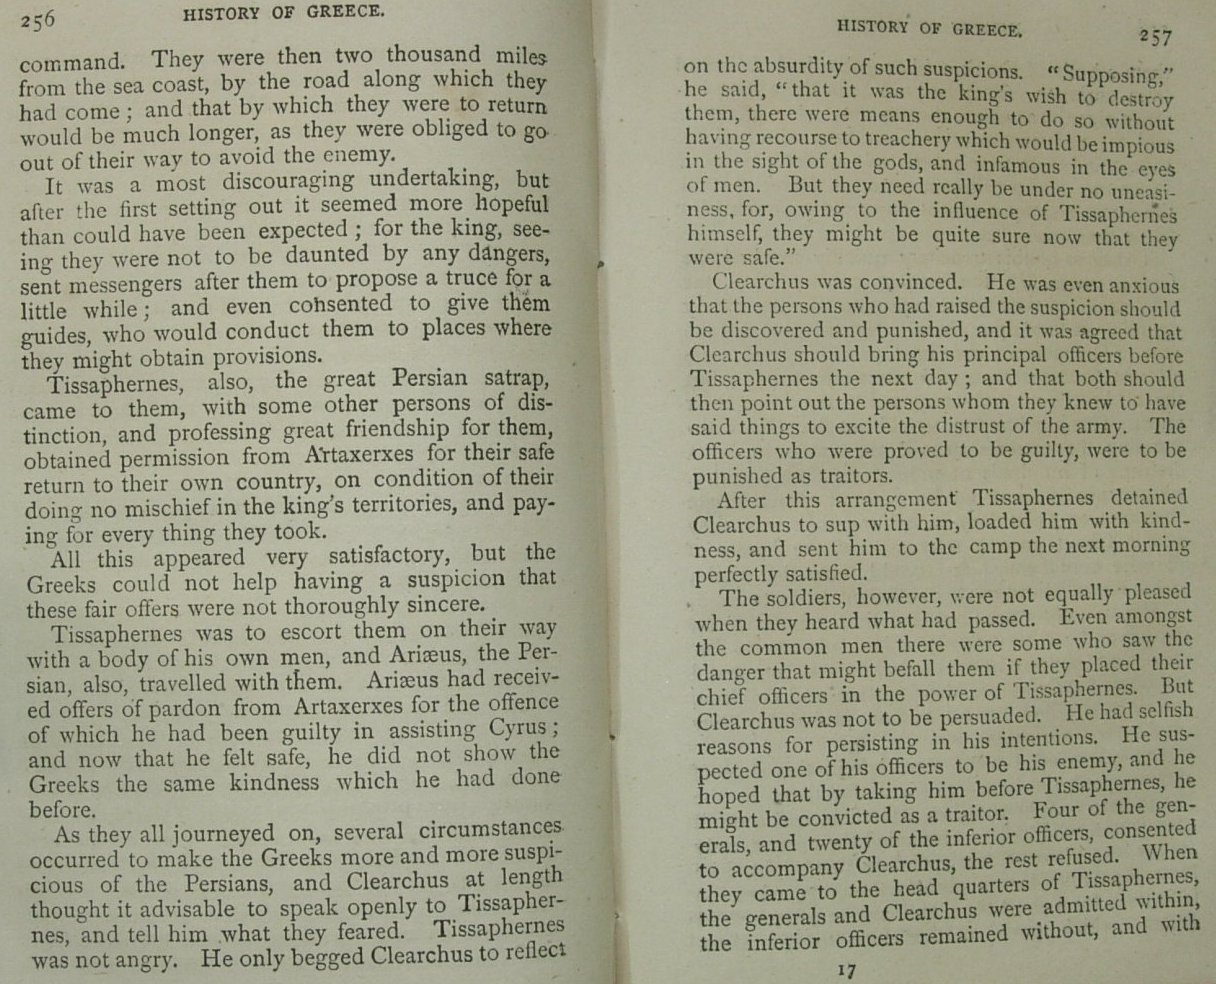 256
HISTORY OF GREECE.
command. They were then two thousand miles
from the sea coast, by the road along which they
had come; and that by which they were to return
would be much longer, as they were obliged to go
out of their way to avoid the enemy.
It was a most discouraging undertaking, but
after the first setting out it seemed more hopeful
than could have been expected; for the king, see-
ing they were not to be daunted by any dangers,
sent messengers after them to propose a truce for a
little while; and even consented to give them
guides, who would conduct them to places where
they might obtain provisions.
Tissaphernes, also, the great Persian satrap,
came to them, with some other persons of dis-
tinction, and professing great friendship for them,
obtained permission from Artaxerxes for their safe
return to their own country, on condition of their
doing no mischief in the king's territories, and pay-
ing for every thing they took.
All this appeared very satisfactory, but the
Greeks could not help having a suspicion that
these fair offers were not thoroughly sincere.
Tissaphernes was to escort them on their way
with a body of his own men, and Ariæus, the Per-
sian, also, travelled with them. Ariæus had receiv-
ed offers of pardon from Artaxerxes for the offence
of which he had been guilty in assisting Cyrus;
and now that he felt safe, he did not show the
Greeks the same kindness which he had done
before.
As they all journeyed on, several circumstances
occurred to make the Greeks more and more suspi-
cious of the Persians, and Clearchus at length
thought it advisable to speak openly to Tissapher-
nes, and tell him what they feared. Tissaphernes
was not angry. He only begged Clearchus to reflect
HISTORY OF GREECE.
257
on the absurdity of such suspicions. "Supposing,"
he said, "that it was the king's wish to destroy
them, there were means enough to do so without
having recourse to treachery which would be impious
in the sight of the gods, and infamous in the eyes
of men. But they need really be under no uneasi-
ness, for, owing to the influence of Tissaphernes
himself, they might be quite sure now that they
were safe."
Clearchus was convinced. He was even anxious
that the persons who had raised the suspicion should
be discovered and punished, and it was agreed that
Clearchus should bring his principal officers before
Tissaphernes the next day; and that both should
then point out the persons whom they knew to have
said things to excite the distrust of the army. The
officers who were proved to be guilty, were to be
punished as traitors.
After this arrangement Tissaphernes detained
Clearchus to sup with him, loaded him with kind-
ness, and sent him to the camp the next morning
perfectly satisfied.
The soldiers, however, were not equally pleased
when they heard what had passed. Even amongst
the common men there were some who saw the
danger that might befall them if they placed their
chief officers in the power of Tissaphernes. But
Clearchus was not to be persuaded. He had selfish
reasons for persisting in his intentions. He sus-
pected one of his officers to be his enemy, and he
hoped that by taking him before Tissaphernes, he
might be convicted as a traitor. Four of the gen-
erals, and twenty of the inferior officers, consented
to accompany Clearchus, the rest refused. When
they came to the head quarters of Tissaphernes,
the generals and Clearchus were admitted within,
the inferior officers remained without, and with
17